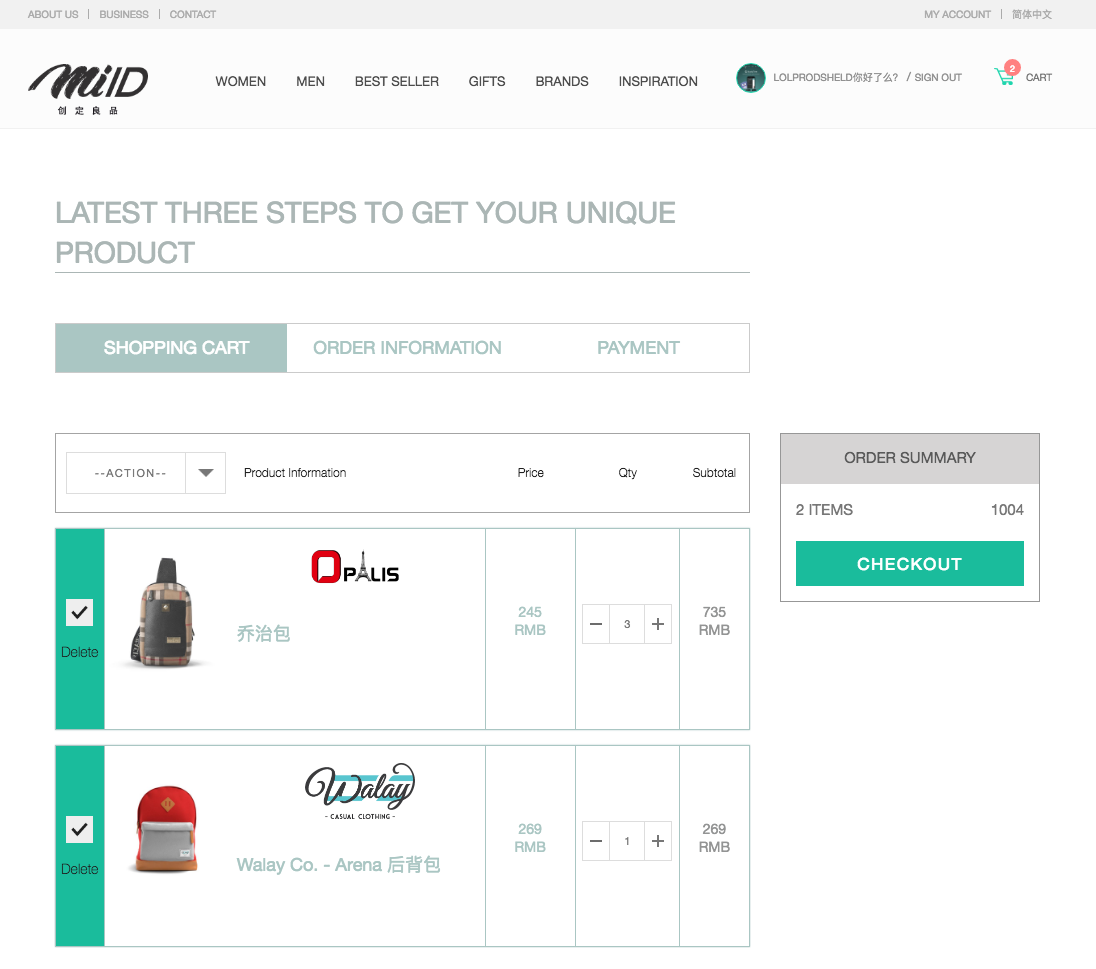 ABOUT US | BUSINESS | CONTACT
MY ACCOUNT | 简体中文
MiLD
创定良品
WOMEN MEN BEST SELLER GIFTS BRANDS INSPIRATION
LOLPRODSHELD你好了么? / SIGN OUT
2 CART
LATEST THREE STEPS TO GET YOUR UNIQUE
PRODUCT
SHOPPING CART ORDER INFORMATION PAYMENT
--ACTION-- Product Information Price Qty Subtotal
OPALIS
乔治包
Delete
245
RMB
3
735
RMB
Walay
- CASUAL CLOTHING -
Walay Co. - Arena 后背包
Delete
269
RMB
1
269
RMB
ORDER SUMMARY
2 ITEMS 1004
CHECKOUT